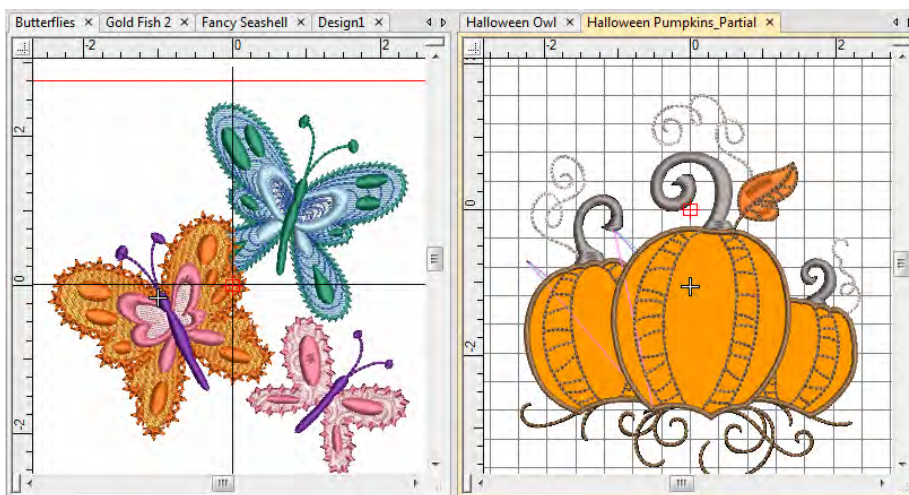 Butterflies × Gold Fish 2 × Fancy Seashell × Design1 ×
-2 0 2
2
0
-2
Halloween Owl × Halloween Pumpkins_Partial ×
-2 0 2
0
-2